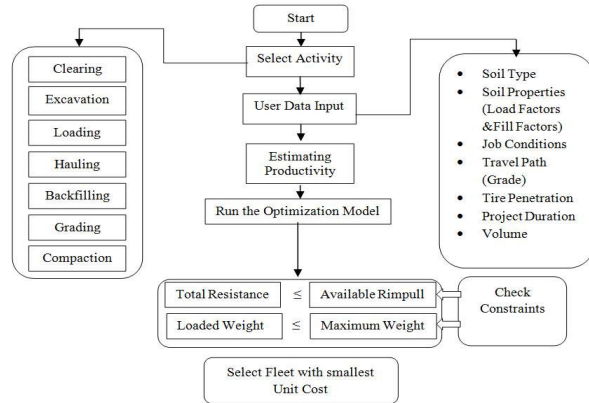 Start
Select Activity
User Data Input
Estimating
Productivity
Run the Optimization Model
Clearing
Excavation
Loading
Hauling
Backfilling
Grading
Compaction
• Soil Type
• Soil Properties
(Load Factors
&Fill Factors)
• Job Conditions
• Travel Path
(Grade)
• Tire Penetration
• Project Duration
• Volume
Total Resistance ≤ Available Rimpull
Loaded Weight ≤ Maximum Weight
Check
Constraints
Select Fleet with smallest
Unit Cost